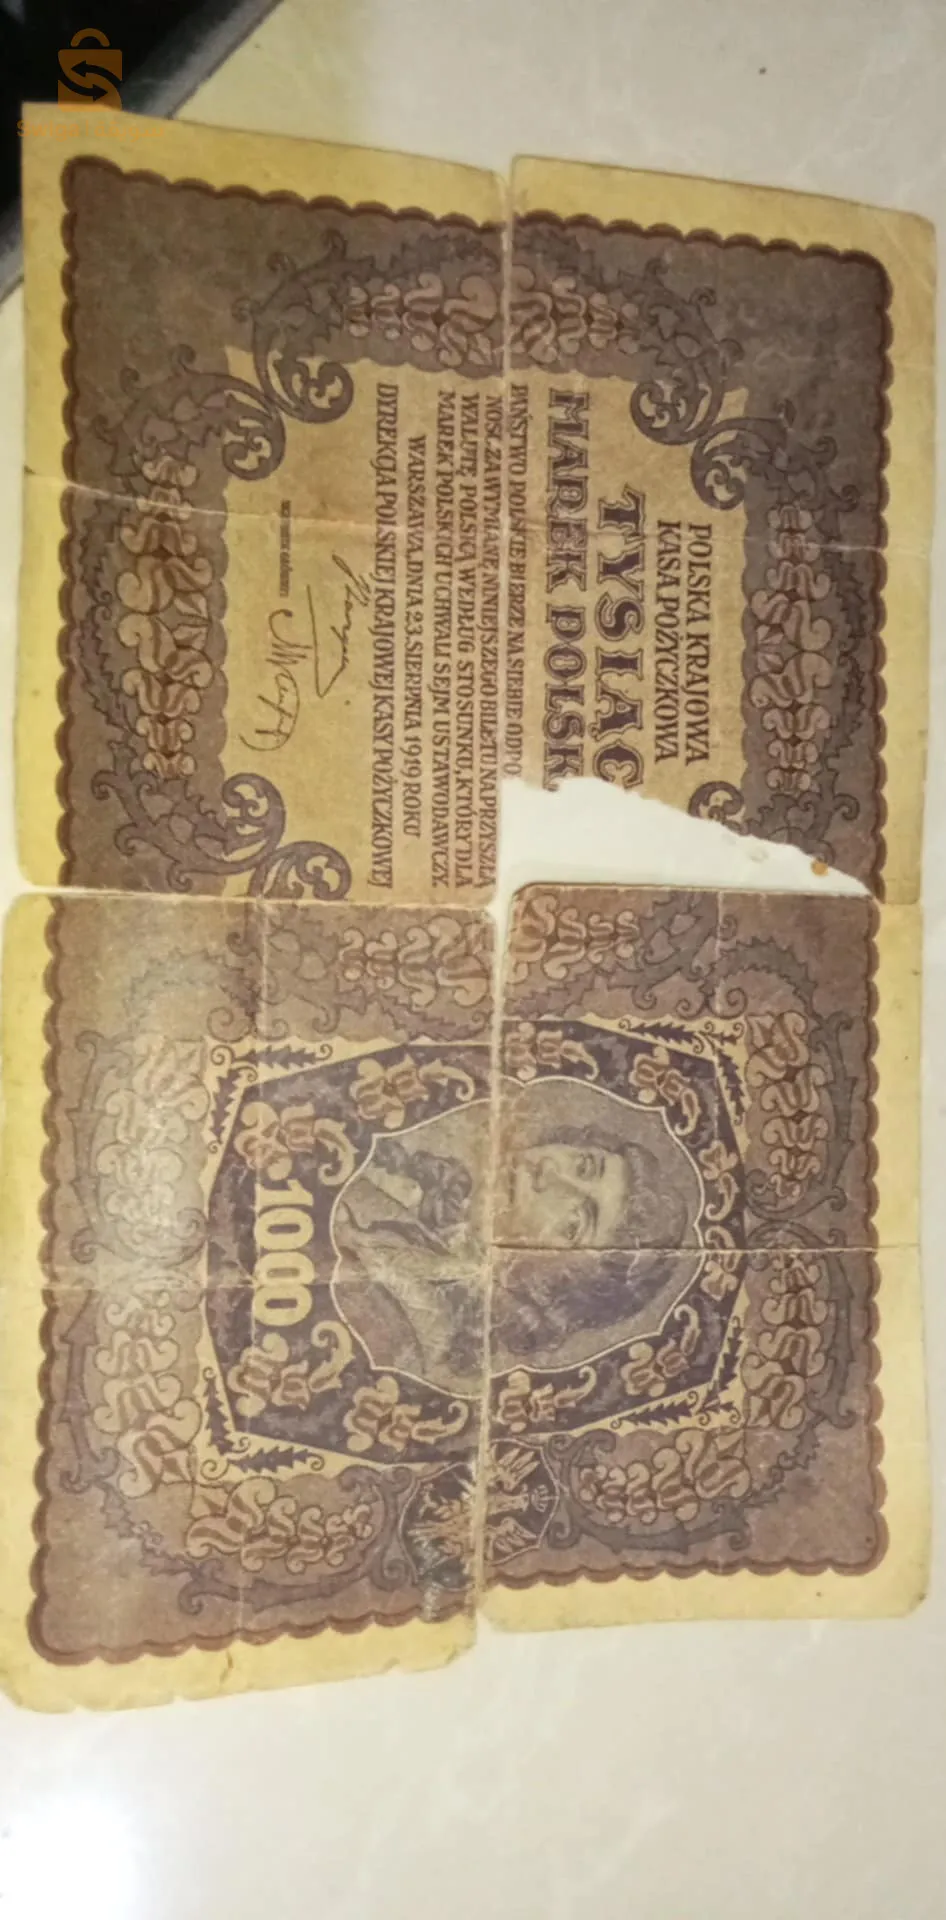 POLSKA KRAJOWA
KASA POŻYCZKOWA
TYSIĄC
MAREK POLSK
PAŃSTWO POLSKIE BIERZE NA SIEBIE ODPO
NOŚĆ ZA WYMIANĘ NINIEJSZEGO BILETU NA PRZYSZŁĄ
WALUTĘ POLSKĄ WEDŁUG STOSUNKU, KTÓRY DLA
MAREK POLSKICH UCHWALI SEJM USTAWODAWCZY.
WARSZAWA, DNIA 23. SIERPNIA 1919 ROKU
DYREKCJA POLSKIEJ KRAJOWEJ KASY POŻYCZKOWEJ
1000